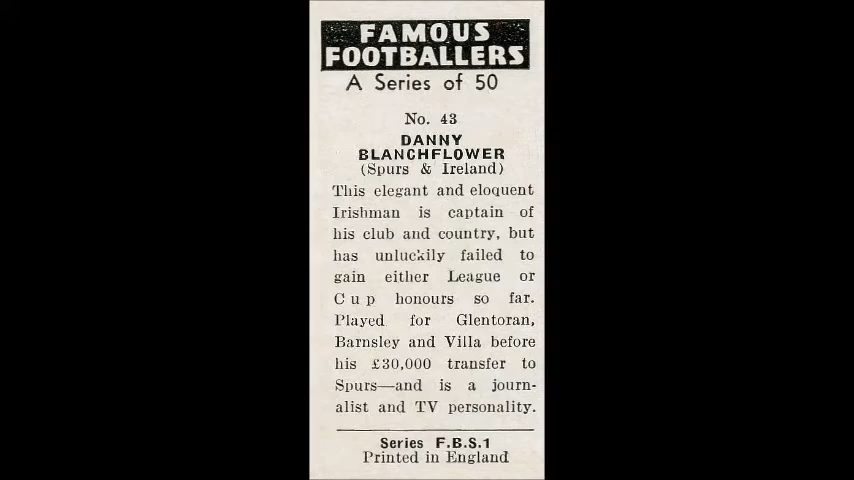 FAMOUS
FOOTBALLERS
A Series of 50
No. 43
DANNY
BLANCHFLOWER
(Spurs & Ireland)
This elegant and eloquent
Irishman is captain of
his club and country, but
has unluckily failed to
gain either League or
Cup honours so far.
Played for Glentoran,
Barnsley and Villa before
his £30,000 transfer to
Spurs—and is a journ-
alist and TV personality.
Series F.B.S.1
Printed in England